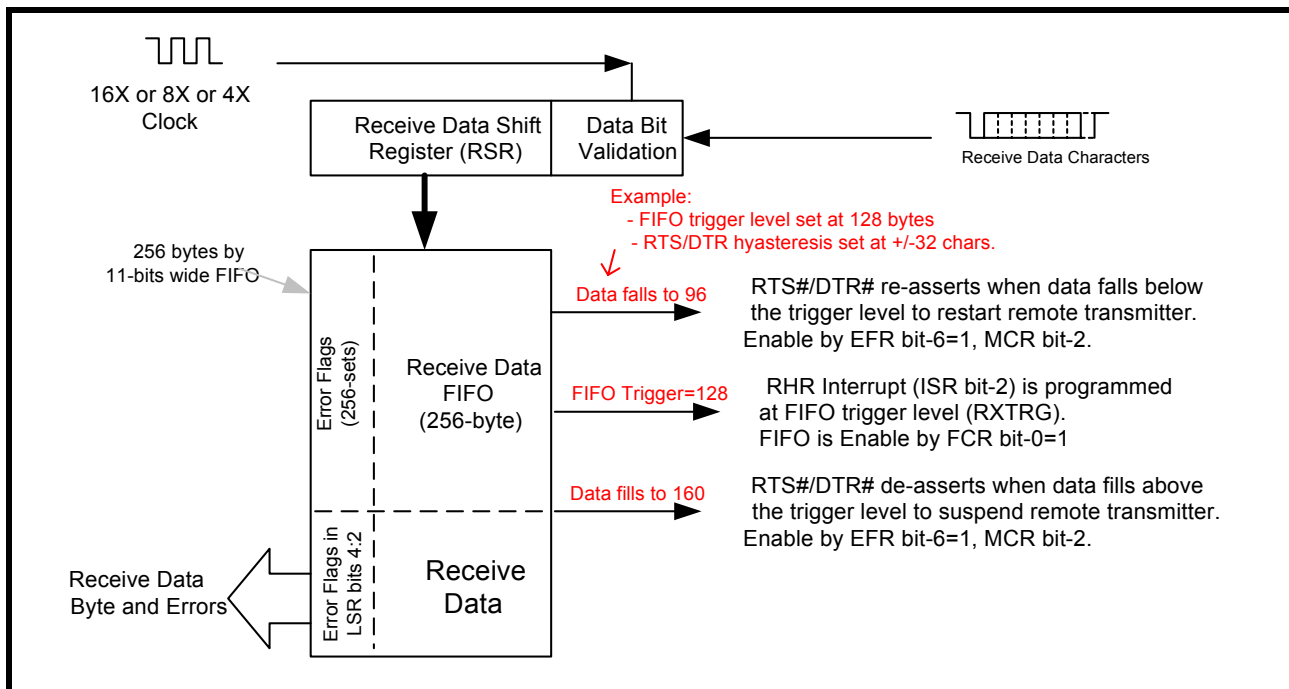 16X or 8X or 4X
Clock
Receive Data Shift
Register (RSR)
Data Bit
Validation
Receive Data Characters
Example:
- FIFO trigger level set at 128 bytes
- RTS/DTR hyasteresis set at +/-32 chars.
256 bytes by
11-bits wide FIFO
Error Flags
(256-sets)
Receive Data
FIFO
(256-byte)
Data falls to 96
RTS#/DTR# re-asserts when data falls below
the trigger level to restart remote transmitter.
Enable by EFR bit-6=1, MCR bit-2.
FIFO Trigger=128
RHR Interrupt (ISR bit-2) is programmed
at FIFO trigger level (RXTRG).
FIFO is Enable by FCR bit-0=1
Data fills to 160
RTS#/DTR# de-asserts when data fills above
the trigger level to suspend remote transmitter.
Enable by EFR bit-6=1, MCR bit-2.
Receive Data
Byte and Errors
Error Flags in
LSR bits 4:2
Receive
Data